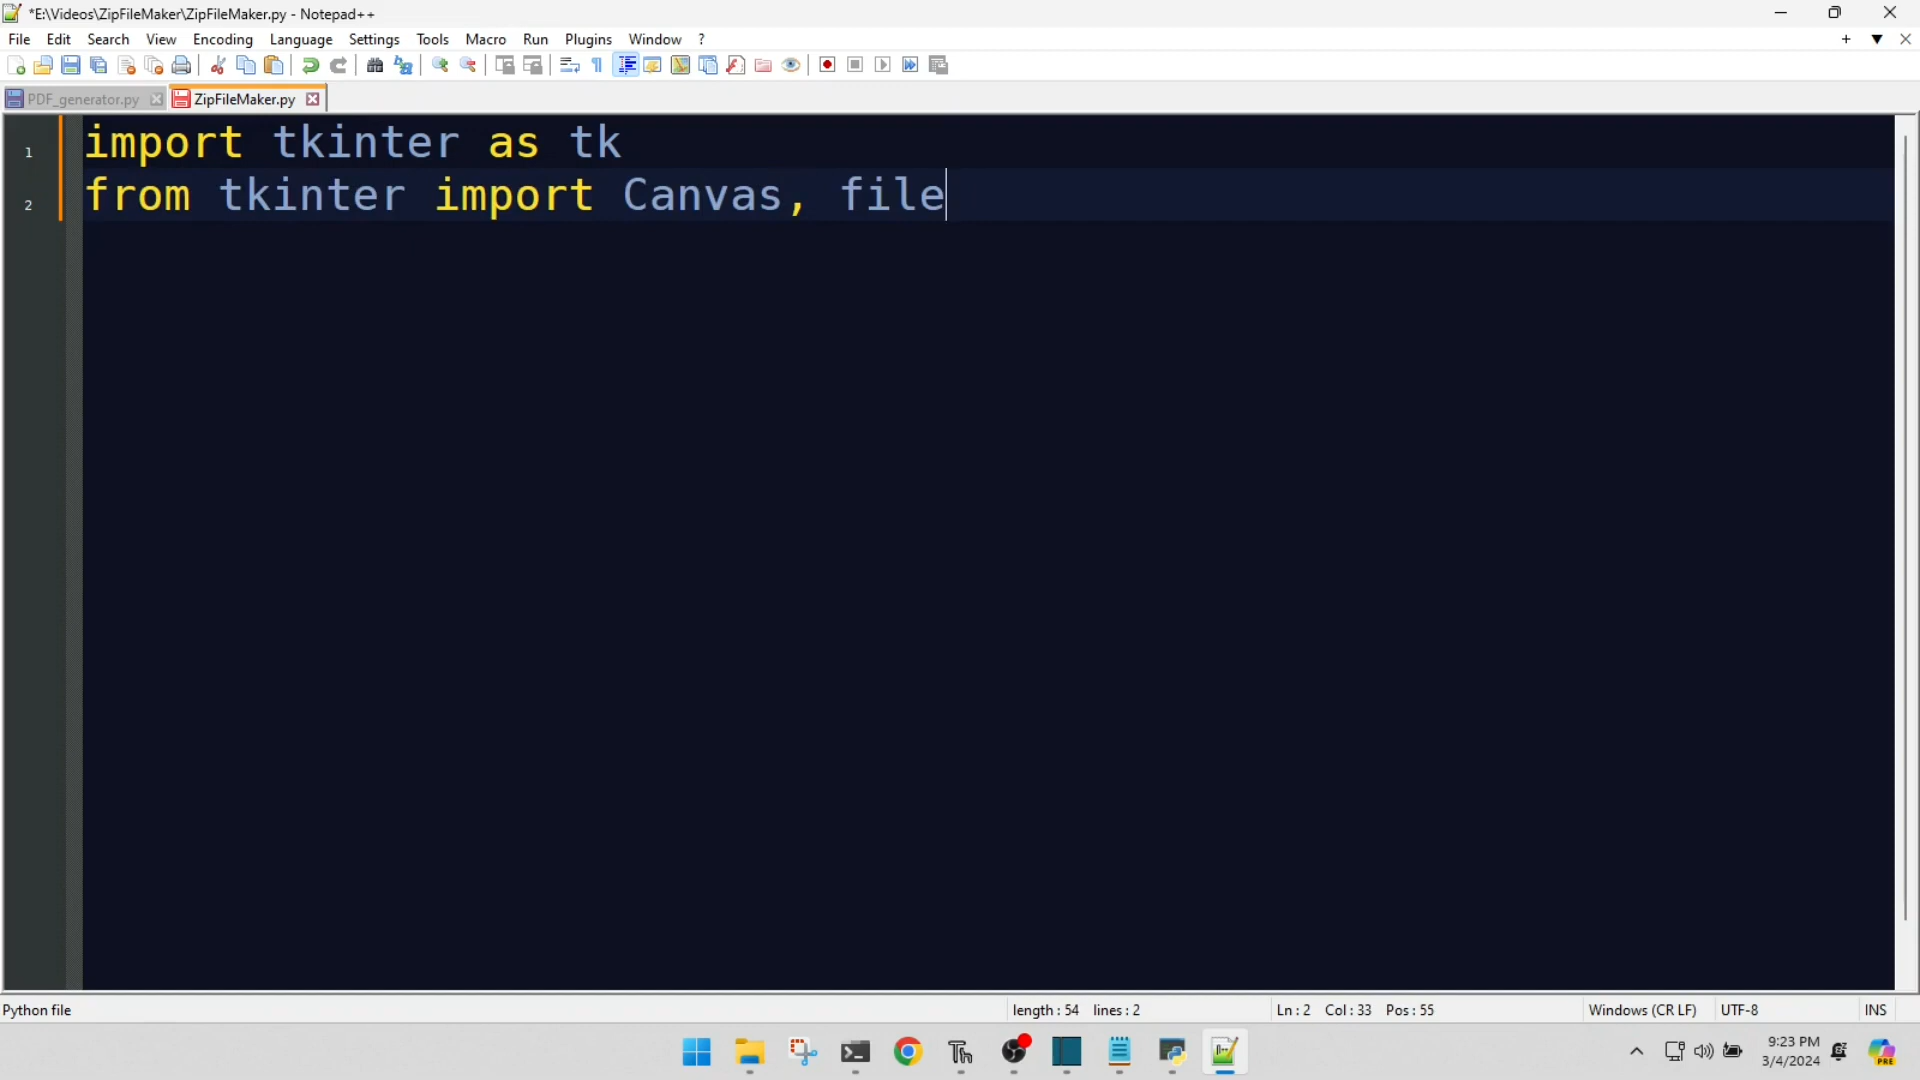 *E:\Videos\ZipFileMaker\ZipFileMaker.py - Notepad++
File Edit Search View Encoding Language Settings Tools Macro Run Plugins Window ?
PDF_generator.py ZipFileMaker.py
1 import tkinter as tk
2 from tkinter import Canvas, file
Python file length : 54 lines : 2 Ln : 2 Col : 33 Pos : 55 Windows (CR LF) UTF-8 INS
9:23 PM
3/4/2024
PRE